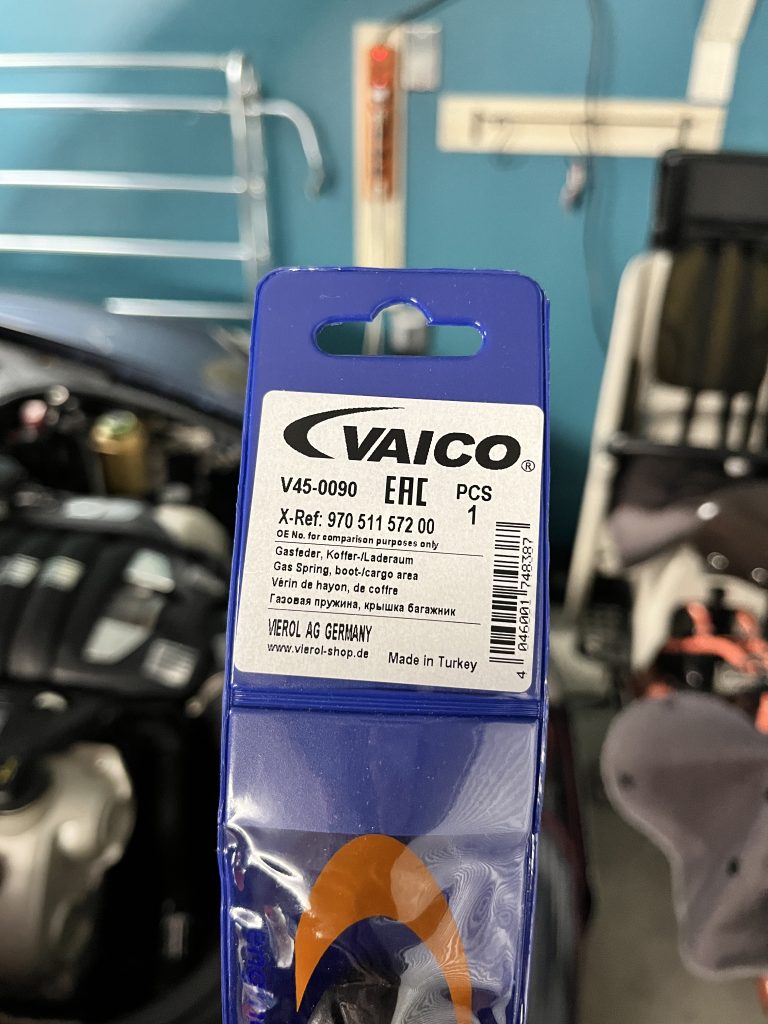 VAICO®
V45-0090 EAC PCS
1
X-Ref: 970 511 572 00
OE No. for comparison purposes only
Gasfeder, Koffer-/Laderaum
Gas Spring, boot-/cargo area
Vérin de hayon, de coffre
Газовая пружина, крышка багажник
VIEROL AG GERMANY
www.vierol-shop.de
Made in Turkey
4 046001 748387